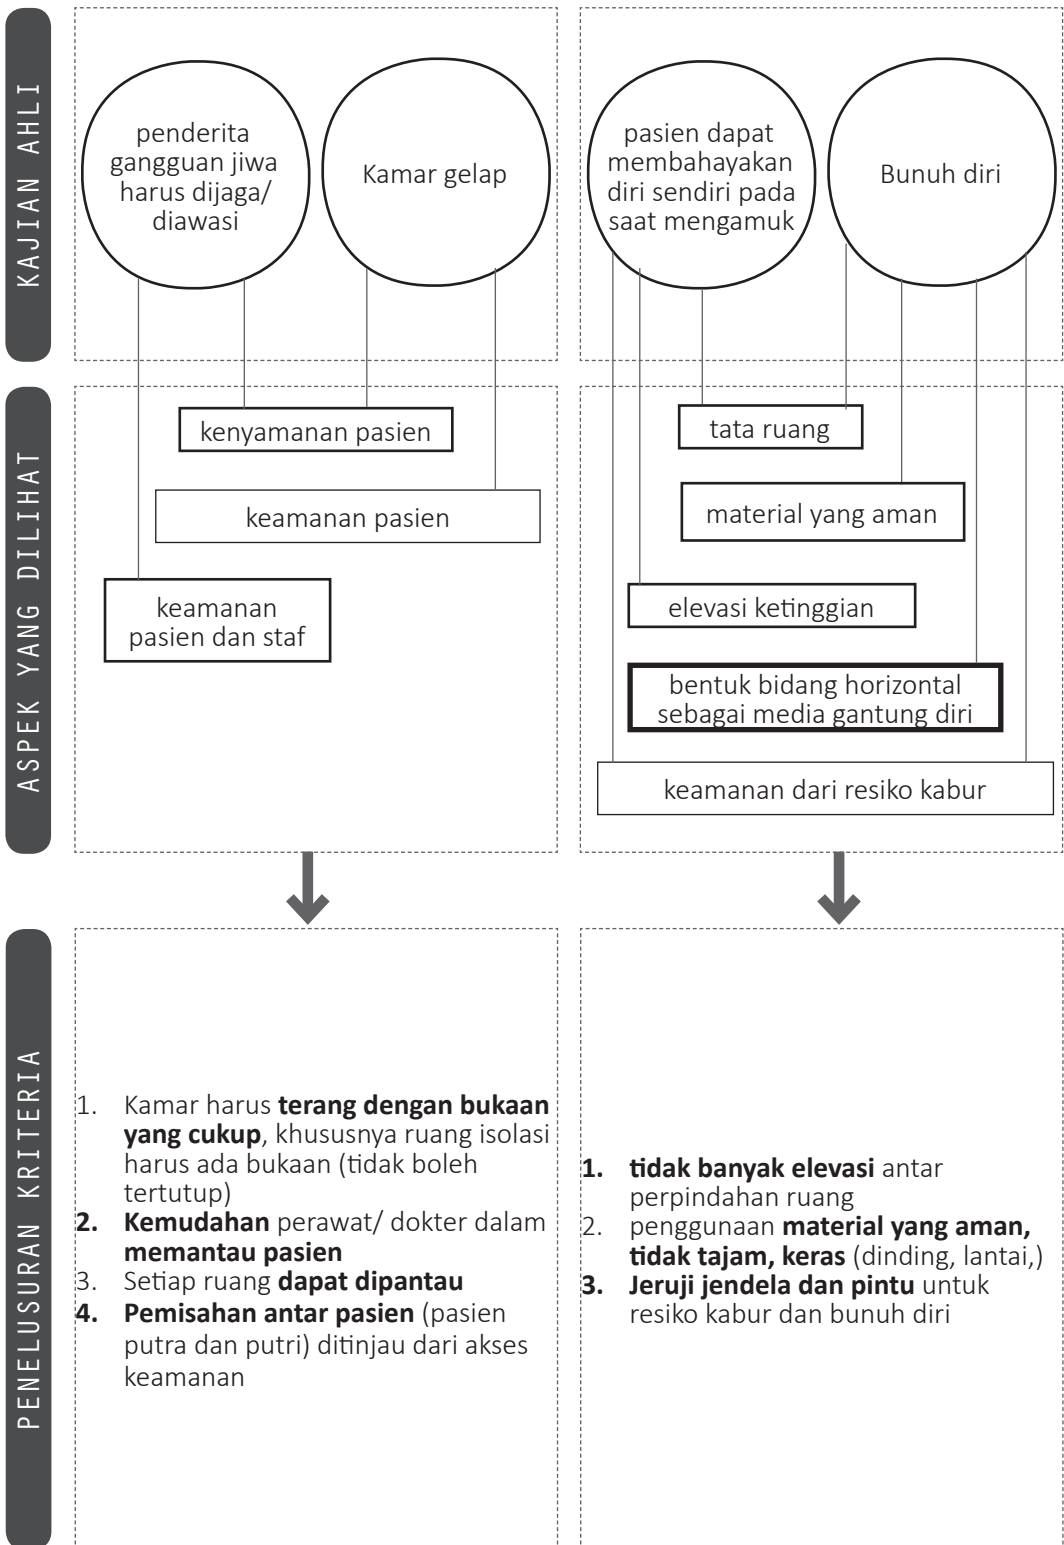 KAJIAN AHLI
penderita
gangguan jiwa
harus dijaga/
diawasi
Kamar gelap
pasien dapat
membahayakan
diri sendiri pada
saat mengamuk
Bunuh diri
ASPEK YANG DILIHAT
kenyamanan pasien
keamanan pasien
keamanan
pasien dan staf
tata ruang
material yang aman
elevasi ketinggian
bentuk bidang horizontal
sebagai media gantung diri
keamanan dari resiko kabur
PENELUSURAN KRITERIA
1. Kamar harus terang dengan bukaan
yang cukup, khususnya ruang isolasi
harus ada bukaan (tidak boleh
tertutup)
2. Kemudahan perawat/ dokter dalam
memantau pasien
3. Setiap ruang dapat dipantau
4. Pemisahan antar pasien (pasien
putra dan putri) ditinjau dari akses
keamanan
1. tidak banyak elevasi antar
perpindahan ruang
2. penggunaan material yang aman,
tidak tajam, keras (dinding, lantai,)
3. Jeruji jendela dan pintu untuk
resiko kabur dan bunuh diri